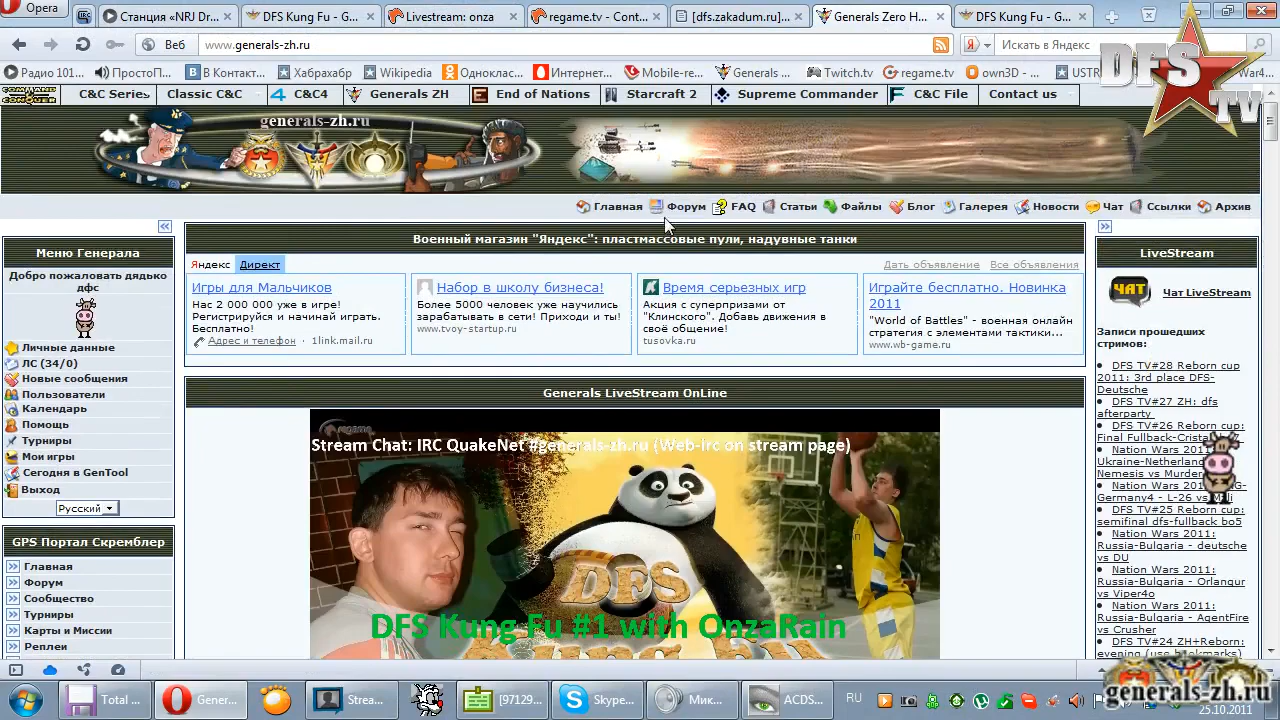 Opera
Станция «NRJ Dr...
DFS Kung Fu - G...
Livestream: onza
regame.tv - Cont...
[dfs.zakadum.ru]...
Generals Zero H...
DFS Kung Fu - G...
Веб
www.generals-zh.ru
Искать в Яндекс
Радио 101...
ПростоП...
В Контакт...
Хабрахабр
Wikipedia
Однокласс...
Интернет...
Mobile-re...
Generals ...
Twitch.tv
regame.tv
own3D - ...
USTR
War4...
DFS
TV
C&C Series
Classic C&C
C&C4
Generals ZH
End of Nations
Starcraft 2
Supreme Commander
C&C File
Contact us
generals-zh.ru
Главная
Форум
FAQ
Статьи
Файлы
Блог
Галерея
Новости
Чат
Ссылки
Архив
Меню Генерала
Добро пожаловать дядько
дфс
Личные данные
ЛС (34/0)
Новые сообщения
Пользователи
Календарь
Помощь
Турниры
Мои игры
Сегодня в GenTool
Выход
Русский
GPS Портал Скремблер
Главная
Форум
Сообщество
Турниры
Карты и Миссии
Реплеи
Военный магазин "Яндекс": пластмассовые пули, надувные танки
Яндекс
Директ
Дать объявление
Все объявления
Игры для Мальчиков
Нас 2 000 000 уже в игре!
Регистрируйся и начинай играть.
Бесплатно!
Адрес и телефон · 1link.mail.ru
Набор в школу бизнеса!
Уже 5000 человек уже научились
зарабатывать в сети! Приходи и ты!
www.tvoy-startup.ru
Время серьезных игр
Акция с суперпризами от
"Клинского". Добавь движения в
своё общение!
tusovka.ru
Играйте бесплатно. Новинка
2011
"World of Battles" - военная онлайн
стратегия с элементами тактики...
www.wb-game.ru
Generals LiveStream OnLine
Stream Chat: IRC QuakeNet #generals-zh.ru (Web-irc on stream page)
DFS
Kung Fu
DFS Kung Fu #1 with OnzaRain
LiveStream
ЧАТ
Чат LiveStream
Записи прошедших
стримов:
DFS TV#28 Reborn cup
2011: 3rd place DFS-
Deutsche
DFS TV#27 ZH: dfs
afterparty
DFS TV#26 Reborn cup:
Final Fullback-Crista
Nation Wars 2011
Ukraine-Netherland
Nemesis vs Murder
Nation Wars 2011
Germany4 - L-26 vs
DFS TV#25 Reborn cup:
semifinal dfs-fullback bo5
Nation Wars 2011:
Russia-Bulgaria - deutsche
vs DU
Nation Wars 2011:
Russia-Bulgaria - Orlangur
vs Viper4o
Nation Wars 2011:
Russia-Bulgaria - AgentFire
vs Crusher
DFS TV#24 ZH+Reborn:
evening (use bookmarks)
generals-zh.ru
Total ...
Gener...
Strea...
[97129...
Skype...
Мик...
ACDS...
RU
25.10.2011